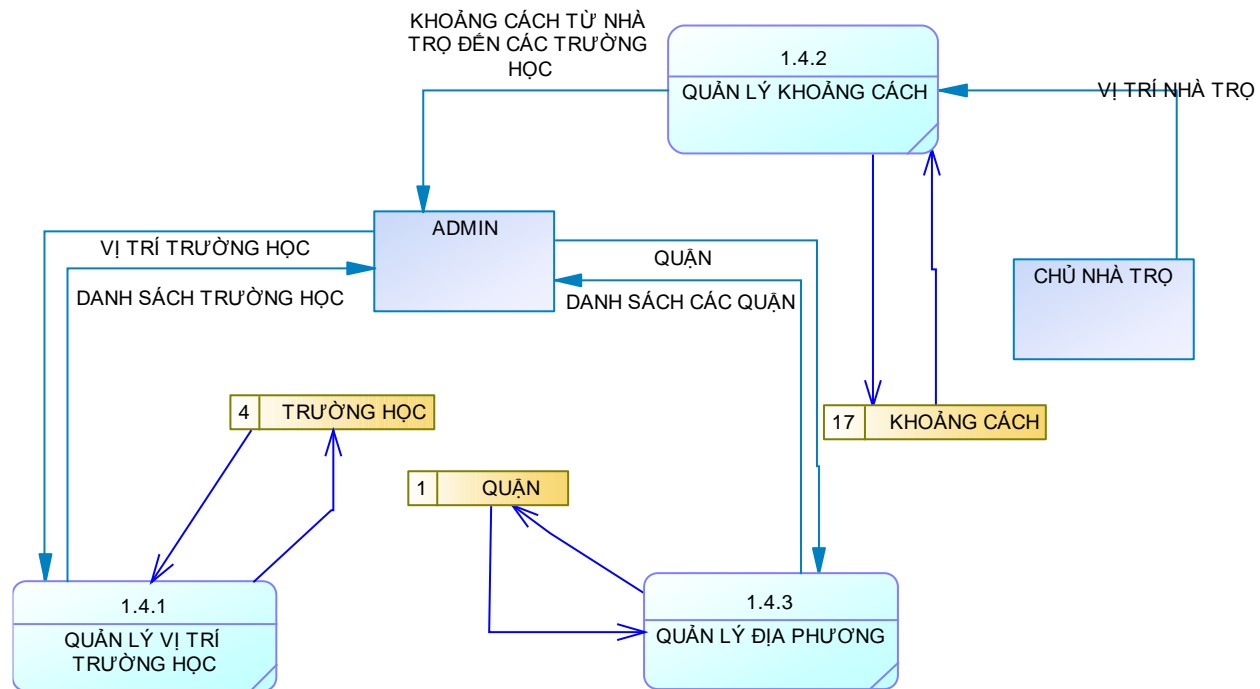 KHOẢNG CÁCH TỪ NHÀ
TRỌ ĐẾN CÁC TRƯỜNG
HỌC
1.4.2
QUẢN LÝ KHOẢNG CÁCH
VỊ TRÍ NHÀ TRỌ
ADMIN
VỊ TRÍ TRƯỜNG HỌC
QUẬN
DANH SÁCH TRƯỜNG HỌC
DANH SÁCH CÁC QUẬN
CHỦ NHÀ TRỌ
4 TRƯỜNG HỌC
17 KHOẢNG CÁCH
1 QUẬN
1.4.1
QUẢN LÝ VỊ TRÍ
TRƯỜNG HỌC
1.4.3
QUẢN LÝ ĐỊA PHƯƠNG